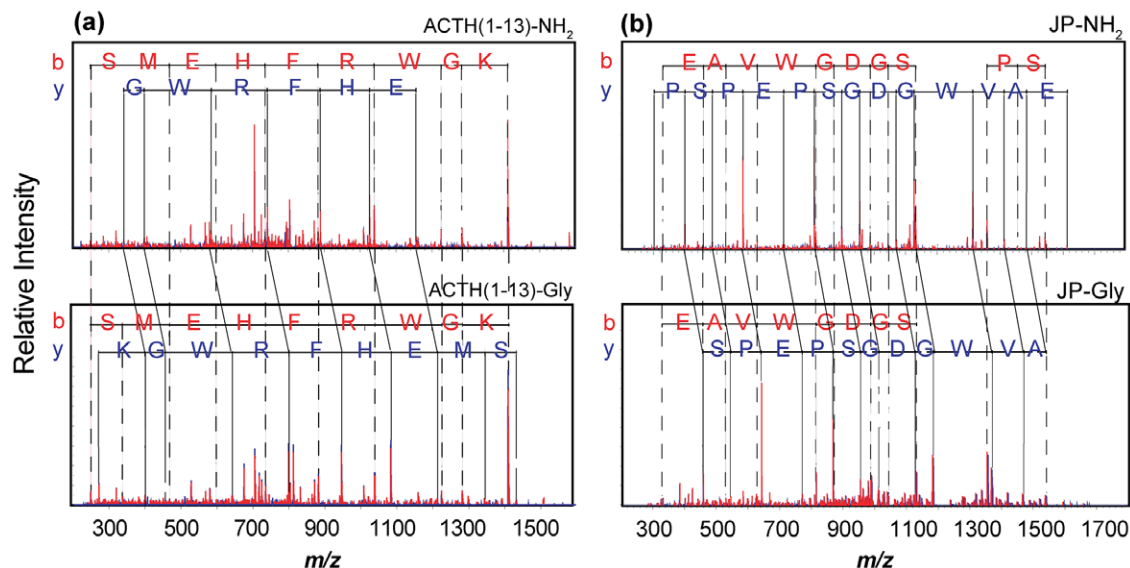 (a)
ACTH(1-13)-NH2
b S M E H F R W G K
y G W R F H E
ACTH(1-13)-Gly
b S M E H F R W G K
y K G W R F H E M S
300 500 700 900 1100 1300 1500
m/z
Relative Intensity
(b)
JP-NH2
b E A V W G D G S P S
y P S P E P S G D G W V A E
JP-Gly
b E A V W G D G S
y S P E P S G D G W V A
300 500 700 900 1100 1300 1500 1700
m/z